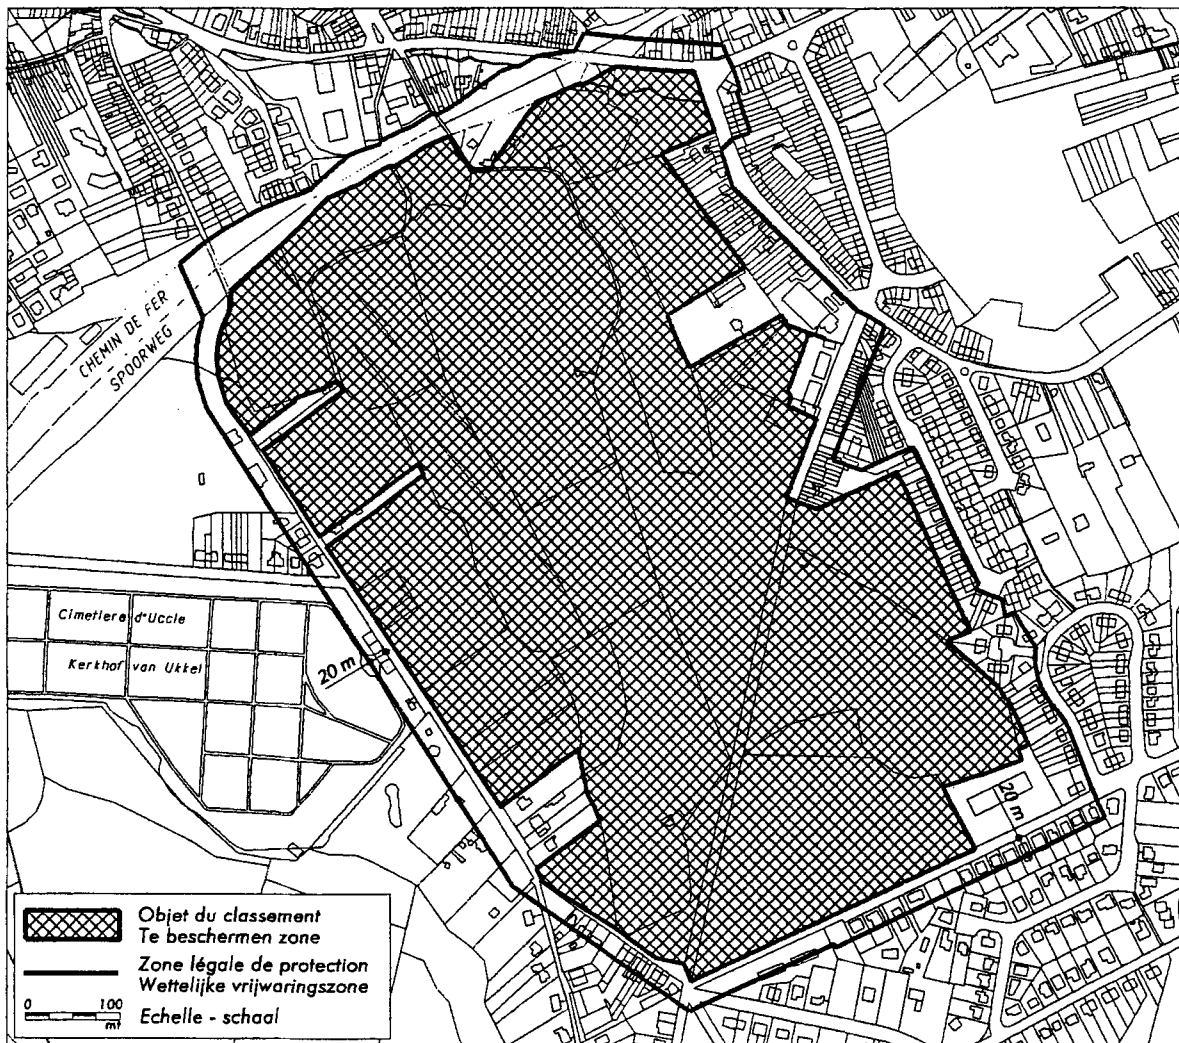 CHEMIN DE FER
SPOORWEG
Cimetiere d'Uccle
Kerkhof van Ukkel
20 m
20 m
Objet du classement
Te beschermen zone
Zone légale de protection
Wettelijke vrijwaringszone
0 100
mt
Echelle - schaal